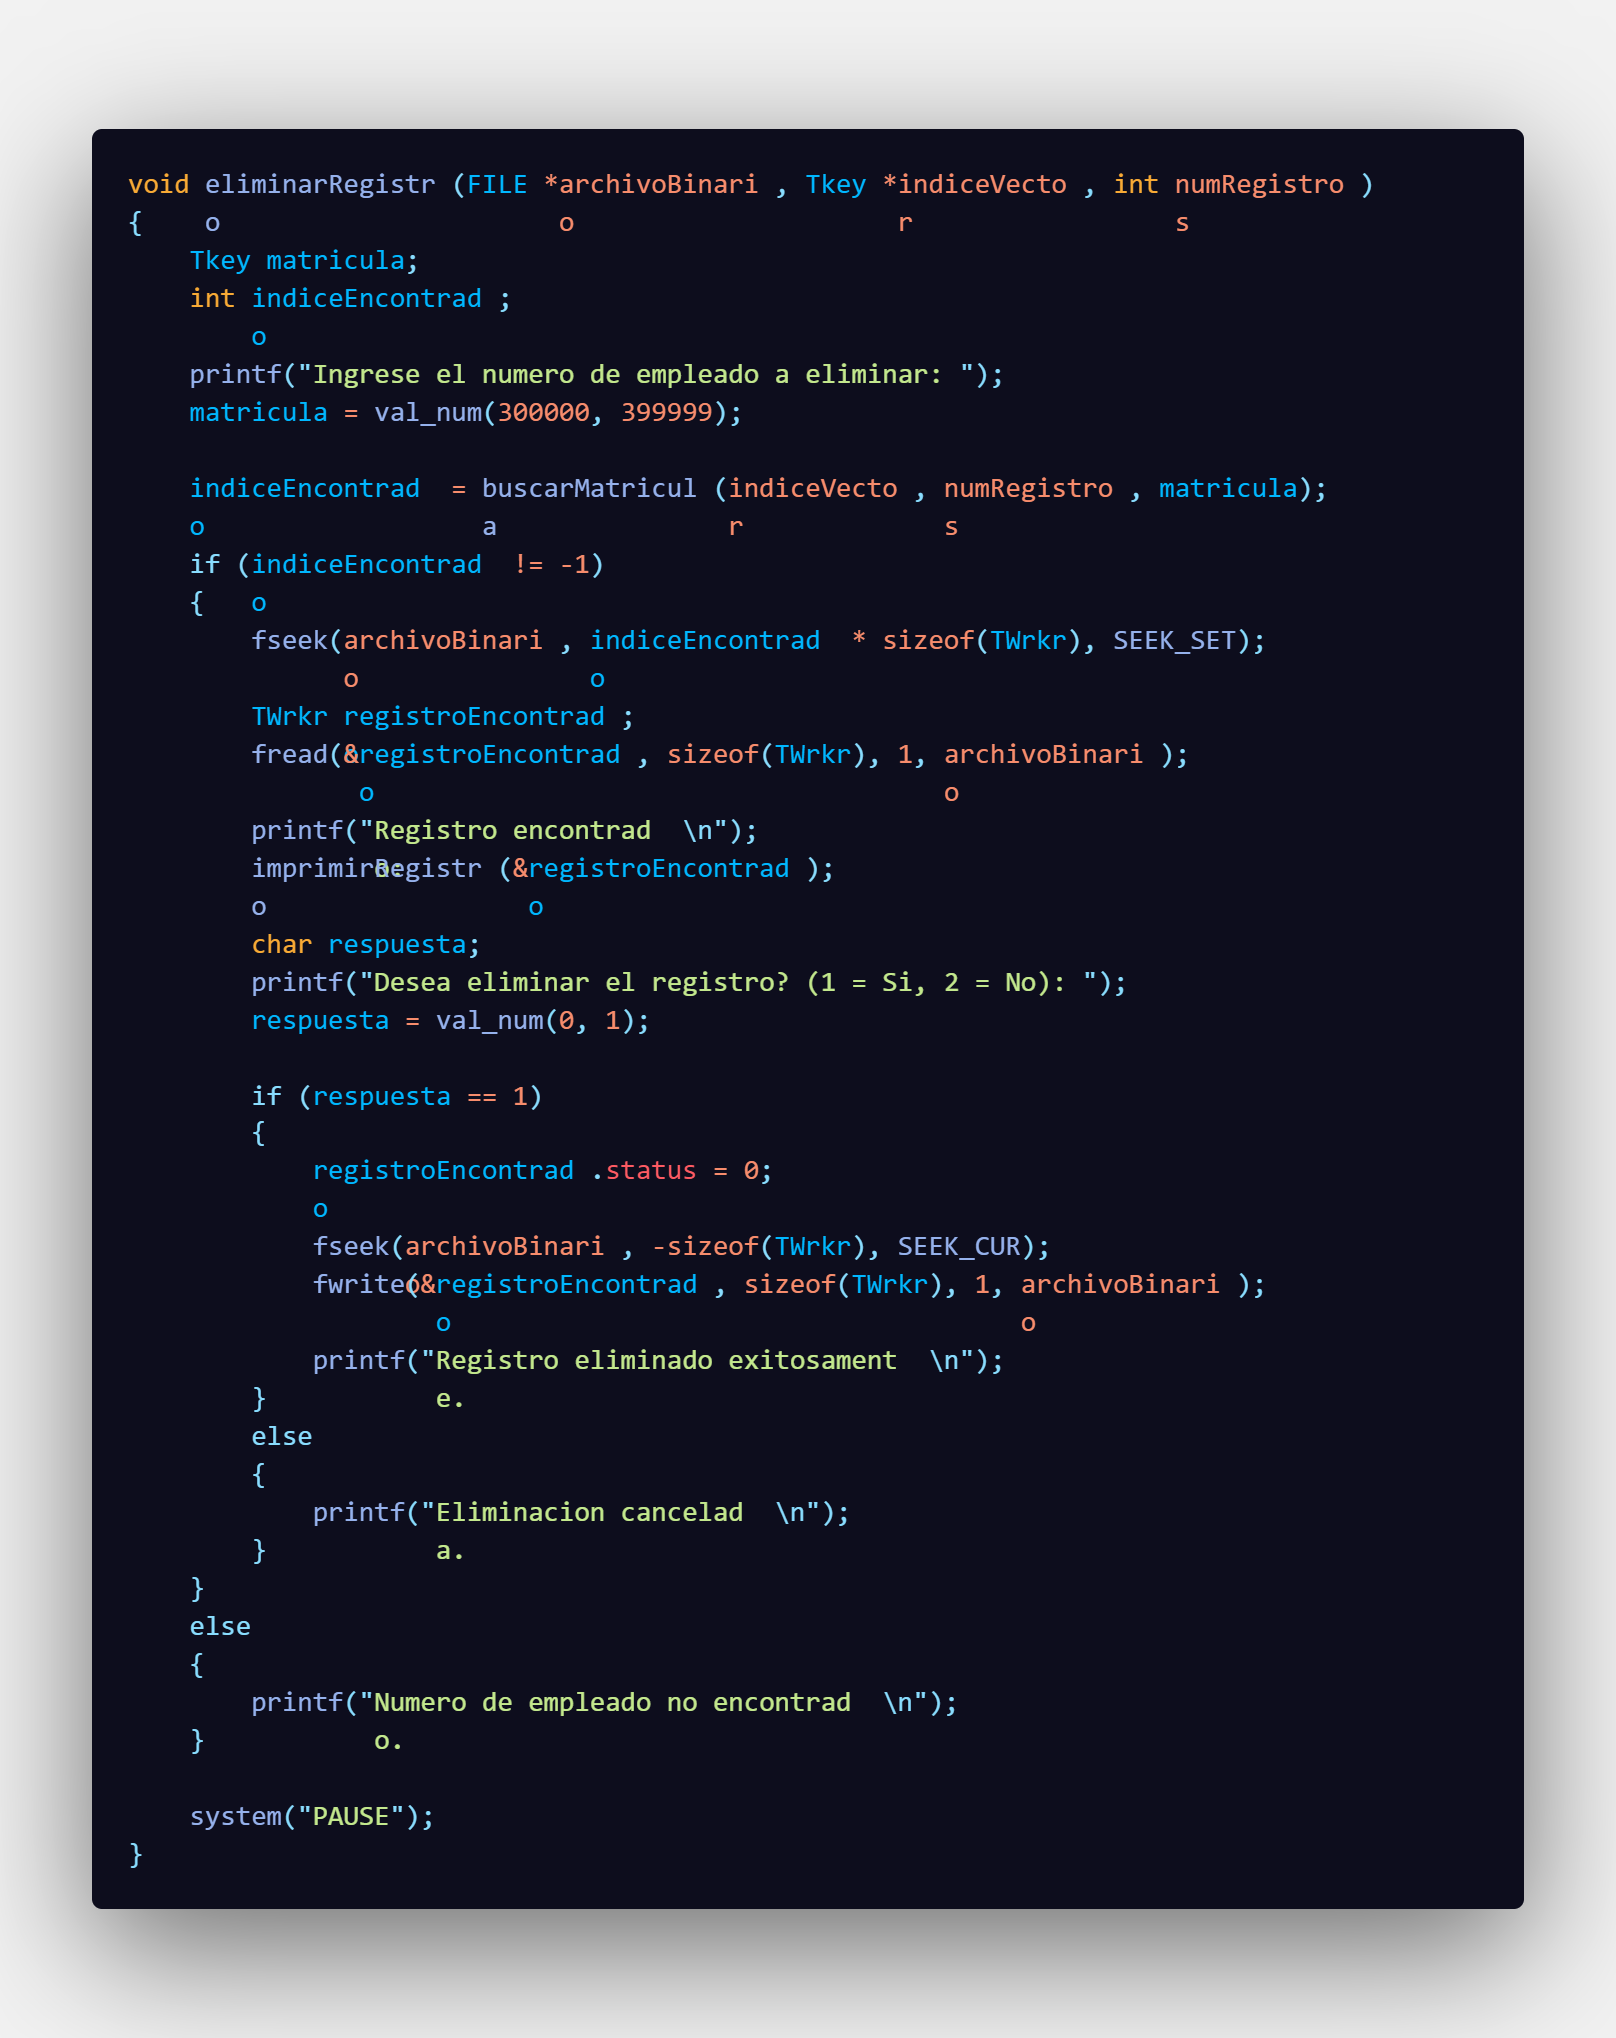 void eliminarRegistr (FILE *archivoBinari , Tkey *indiceVecto , int numRegistro )
{ o o r s
Tkey matricula;
int indiceEncontrad ;
o
printf("Ingrese el numero de empleado a eliminar: ");
matricula = val_num(300000, 399999);
indiceEncontrad = buscarMatricul (indiceVecto , numRegistro , matricula);
o a r s
if (indiceEncontrad != -1)
{ o
fseek(archivoBinari , indiceEncontrad * sizeof(TWrkr), SEEK_SET);
o o
TWrkr registroEncontrad ;
fread(&registroEncontrad , sizeof(TWrkr), 1, archivoBinari );
o o
printf("Registro encontrad \n");
imprimirRegistr (&registroEncontrad );
o o
char respuesta;
printf("Desea eliminar el registro? (1 = Si, 2 = No): ");
respuesta = val_num(0, 1);
if (respuesta == 1)
{
registroEncontrad .status = 0;
o
fseek(archivoBinari , -sizeof(TWrkr), SEEK_CUR);
fwrite(&registroEncontrad , sizeof(TWrkr), 1, archivoBinari );
o o
printf("Registro eliminado exitosament \n");
} e.
else
{
printf("Eliminacion cancelad \n");
} a.
}
else
{
printf("Numero de empleado no encontrad \n");
} o.
system("PAUSE");
}